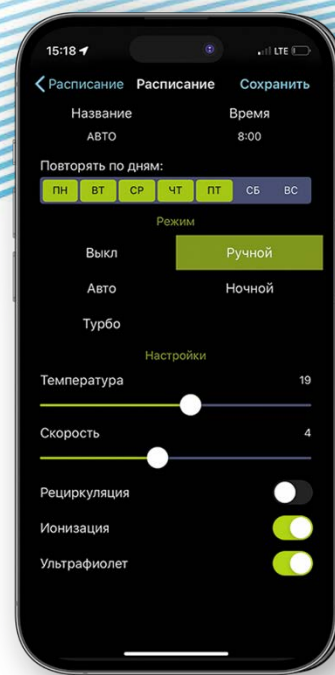 15:18 LTE
Расписание Расписание Сохранить
Название Время
АВТО 8:00
Повторять по дням:
ПН ВТ СР ЧТ ПТ СБ ВС
Режим
Выкл Ручной
Авто Ночной
Турбо
Настройки
Температура 19
Скорость 4
Рециркуляция
Ионизация
Ультрафиолет